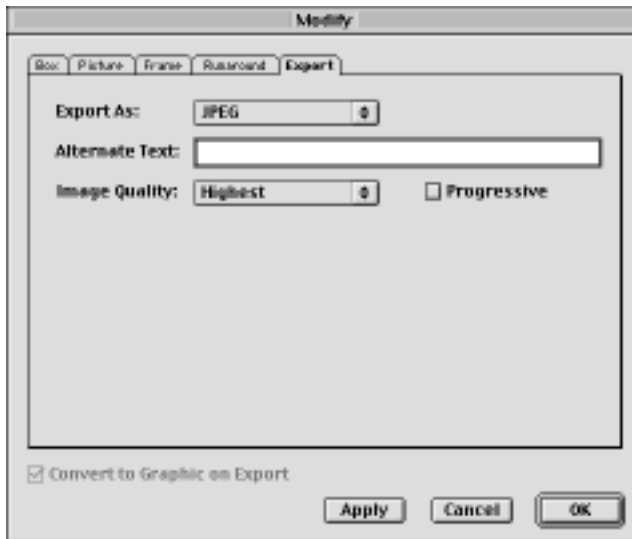 Modify
Box Picture Frame Runaround Export
Export As: JPEG
Alternate Text:
Image Quality: Highest Progressive
Convert to Graphic on Export
Apply Cancel OK